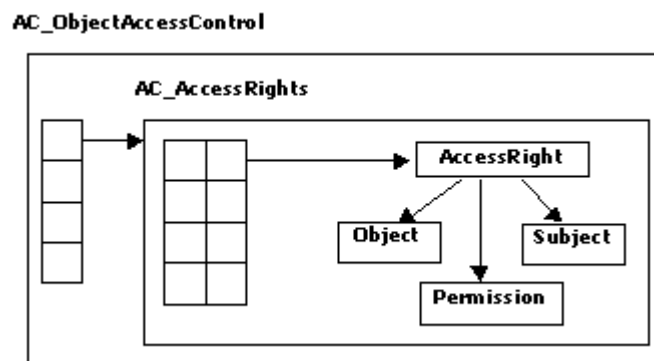 AC_ObjectAccessControl
AC_AccessRights
AccessRight
Object
Subject
Permission